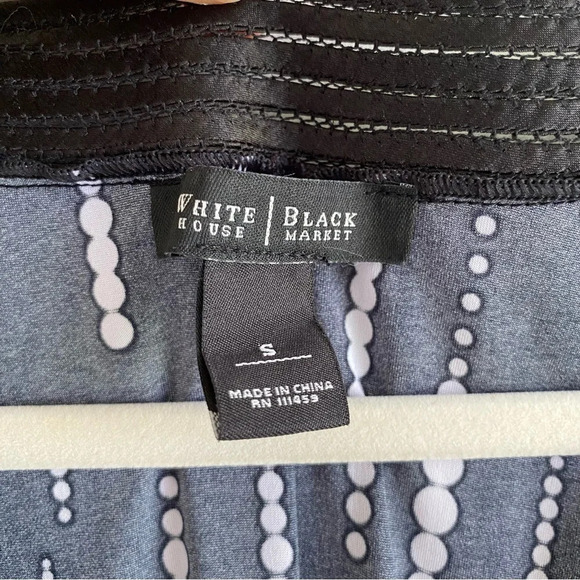 WHITE | BLACK
HOUSE | MARKET
S
MADE IN CHINA
RN 111459